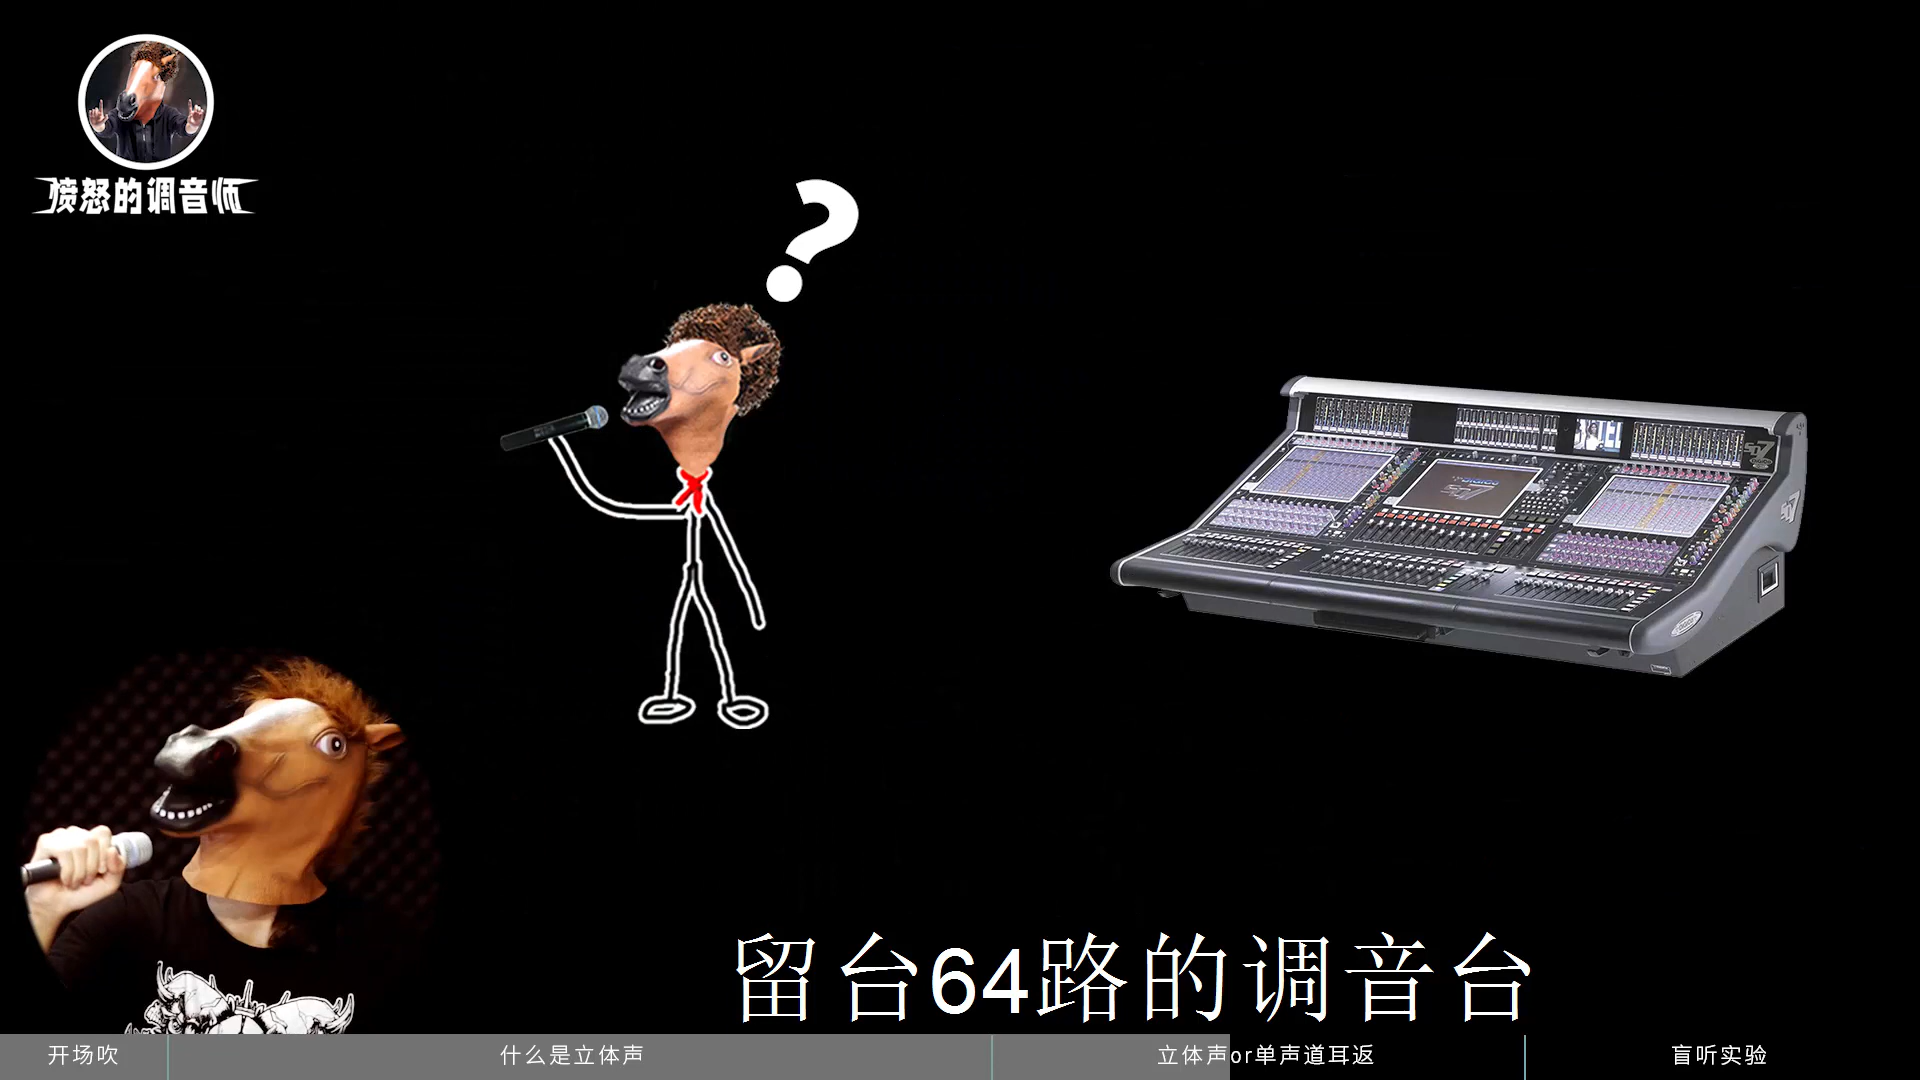 愤怒的调音师
?
SD7
留台64路的调音台
开场吹
什么是立体声
立体声or单声道耳返
盲听实验